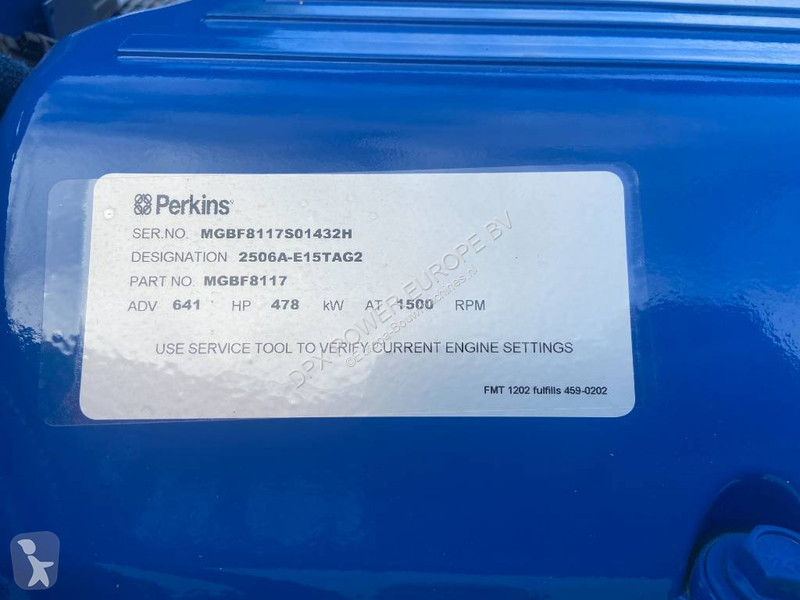 Perkins
SER.NO. MGBF8117S01432H
DESIGNATION 2506A-E15TAG2
PART NO. MGBF8117
ADV 641 HP 478 kW AT 1500 RPM
USE SERVICE TOOL TO VERIFY CURRENT ENGINE SETTINGS
FMT 1202 fulfills 459-0202
DPX POWER EUROPE BV